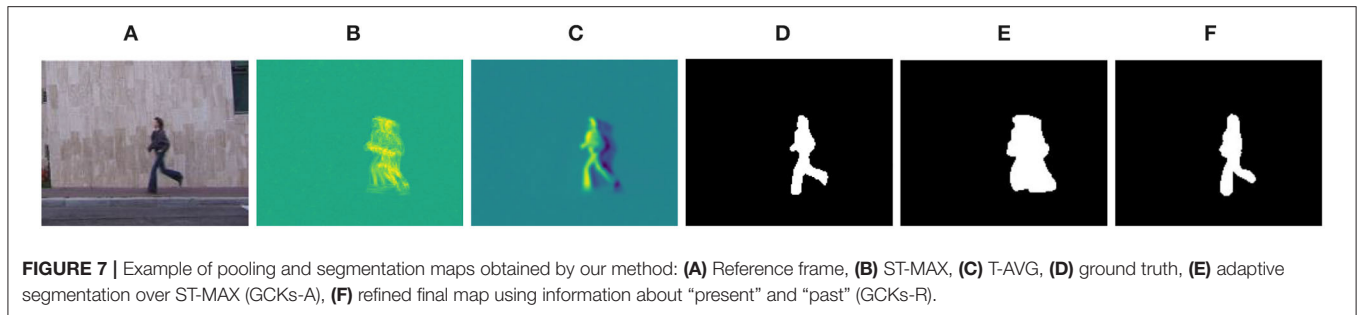 A B C D E F
FIGURE 7 | Example of pooling and segmentation maps obtained by our method: (A) Reference frame, (B) ST-MAX, (C) T-AVG, (D) ground truth, (E) adaptive
segmentation over ST-MAX (GCKs-A), (F) refined final map using information about “present” and “past” (GCKs-R).